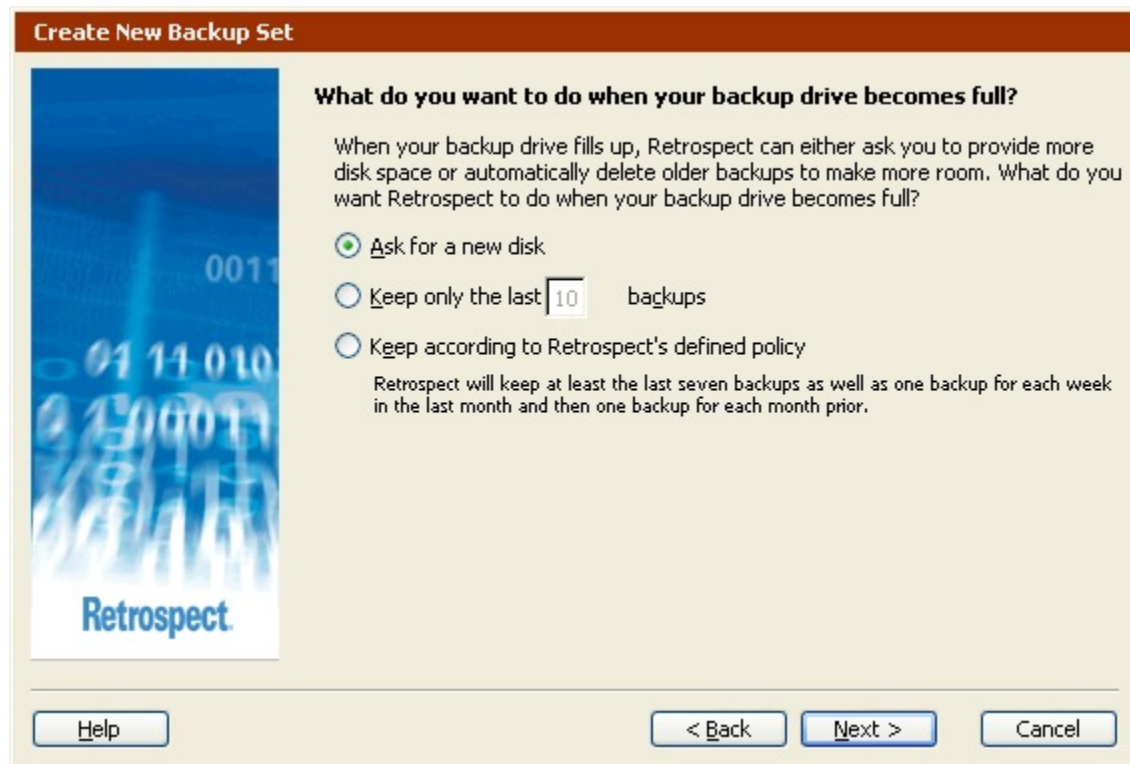 Create New Backup Set
What do you want to do when your backup drive becomes full?
When your backup drive fills up, Retrospect can either ask you to provide more
disk space or automatically delete older backups to make more room. What do you
want Retrospect to do when your backup drive becomes full?
Ask for a new disk
Keep only the last 10 backups
Keep according to Retrospect's defined policy
Retrospect will keep at least the last seven backups as well as one backup for each week
in the last month and then one backup for each month prior.
0011
01 11 010
Retrospect.
Help
< Back
Next >
Cancel